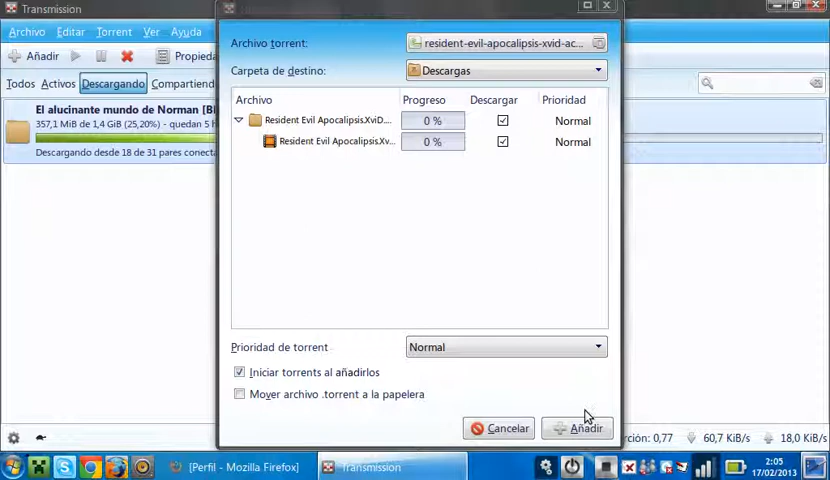 Transmission
Archivo Editar Torrent Ver Ayuda
Añadir Propieda
Todos Activos Descargando Compartiend
El alucinante mundo de Norman [Bl
357,1 MiB de 1,4 GiB (25,20%) - quedan 5 h
Descargando desde 18 de 31 pares conecta
Archivo torrent: resident-evil-apocalipsis-xvid-ac...
Carpeta de destino: Descargas
Archivo Progreso Descargar Prioridad
Resident Evil Apocalipsis.XviD.... 0 % Normal
Resident Evil Apocalipsis.Xv... 0 % Normal
Prioridad de torrent Normal
Iniciar torrents al añadirlos
Mover archivo .torrent a la papelera
Cancelar Añadir
rción: 0,77 60,7 KiB/s 18,0 KiB/s
[Perfil - Mozilla Firefox] Transmission
2:05
17/02/2013